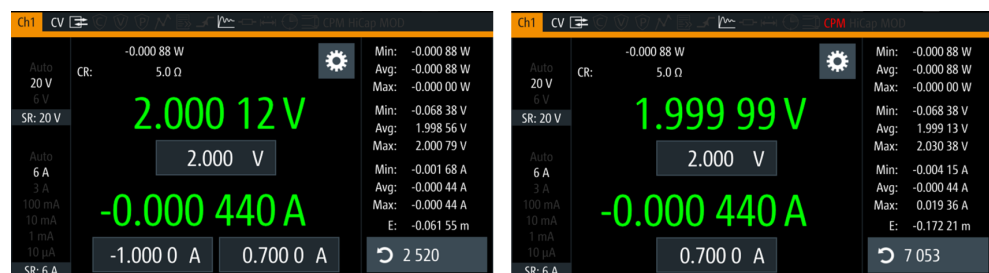 Ch1 CV CPM HiCap MOD
-0.000 88 W
CR: 5.0 Ω
Auto
20 V
6 V
SR: 20 V
2.000 12 V
2.000 V
Auto
6 A
3 A
100 mA
10 mA
1 mA
10 µA
SR: 6 A
-0.000 440 A
-1.000 0 A 0.700 0 A
Min: -0.000 88 W
Avg: -0.000 88 W
Max: -0.000 00 W
Min: -0.068 38 V
Avg: 1.998 56 V
Max: 2.000 79 V
Min: -0.001 68 A
Avg: -0.000 44 A
Max: -0.000 44 A
E: -0.061 55 m
2 520
Ch1 CV CPM HiCap MOD
-0.000 88 W
CR: 5.0 Ω
Auto
20 V
6 V
SR: 20 V
1.999 99 V
2.000 V
Auto
6 A
3 A
100 mA
10 mA
1 mA
10 µA
SR: 6 A
-0.000 440 A
0.700 0 A
Min: -0.000 88 W
Avg: -0.000 88 W
Max: -0.000 00 W
Min: -0.068 38 V
Avg: 1.999 13 V
Max: 2.030 38 V
Min: -0.004 15 A
Avg: -0.000 44 A
Max: 0.019 36 A
E: -0.172 21 m
7 053